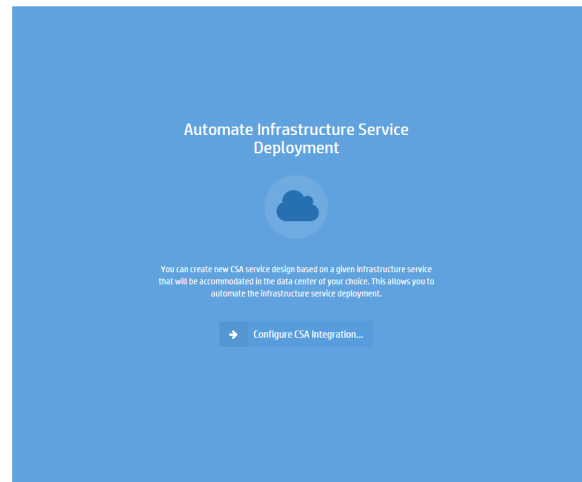 Automate Infrastructure Service
Deployment
You can create new CSA service design based on a given infrastructure service
that will be accommodated in the data center of your choice. This allows you to
automate the infrastructure service deployment.
Configure CSA Integration...